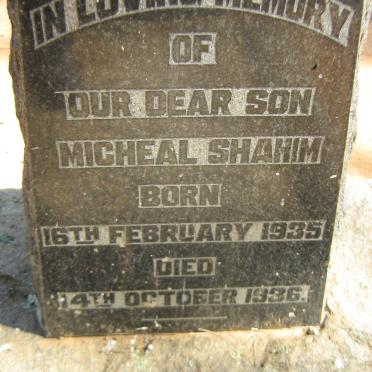 IN LOVING MEMORY
OF
OUR DEAR SON
MICHEAL SHAHIM
BORN
16TH FEBRUARY 1935
DIED
14TH OCTOBER 1936.